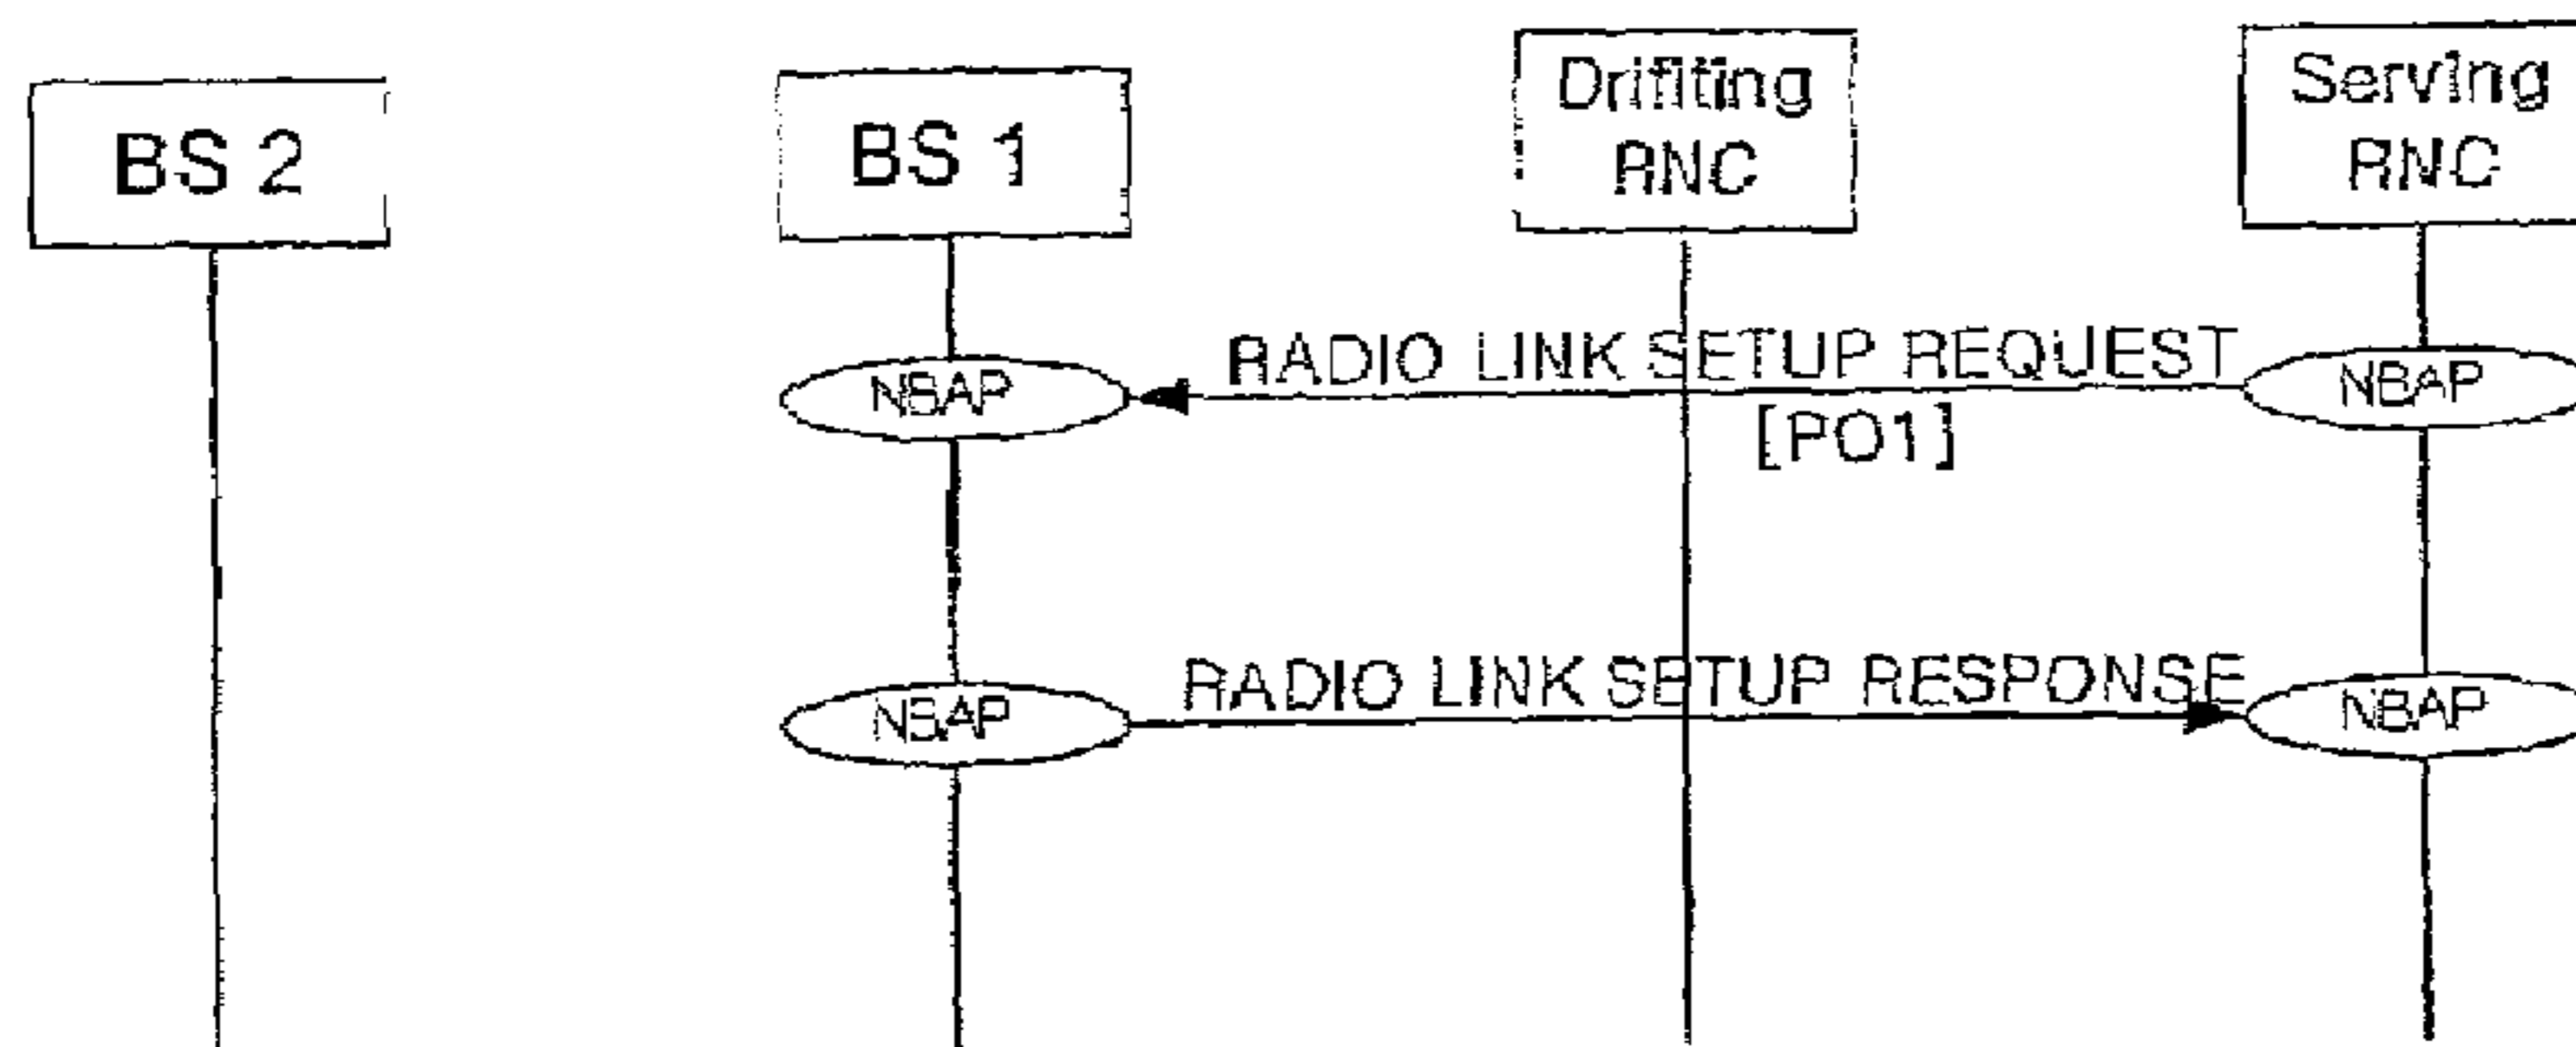 BS 2
BS 1
Drifiting
RNC
Serving
RNC
RADIO LINK SETUP REQUEST
NBAP
NBAP
[PO1]
RADIO LINK SETUP RESPONSE
NBAP
NBAP